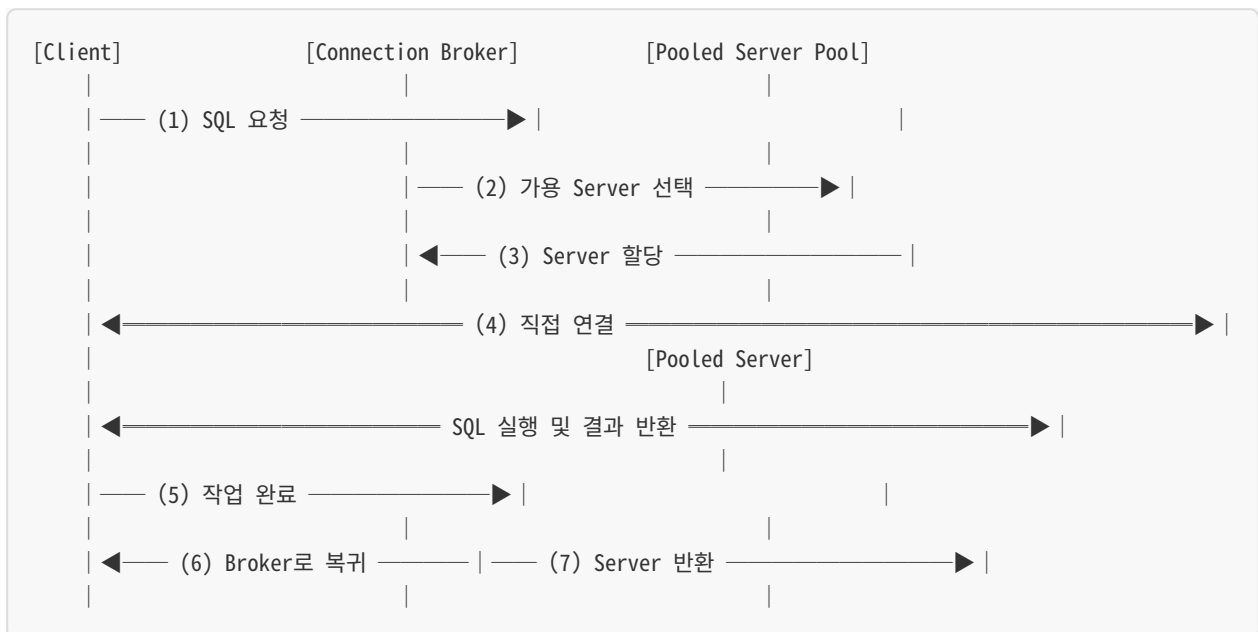 [Client] [Connection Broker] [Pooled Server Pool]
(1) SQL 요청
(2) 가용 Server 선택
(3) Server 할당
(4) 직접 연결
[Pooled Server]
SQL 실행 및 결과 반환
(5) 작업 완료
(6) Broker로 복귀 (7) Server 반환